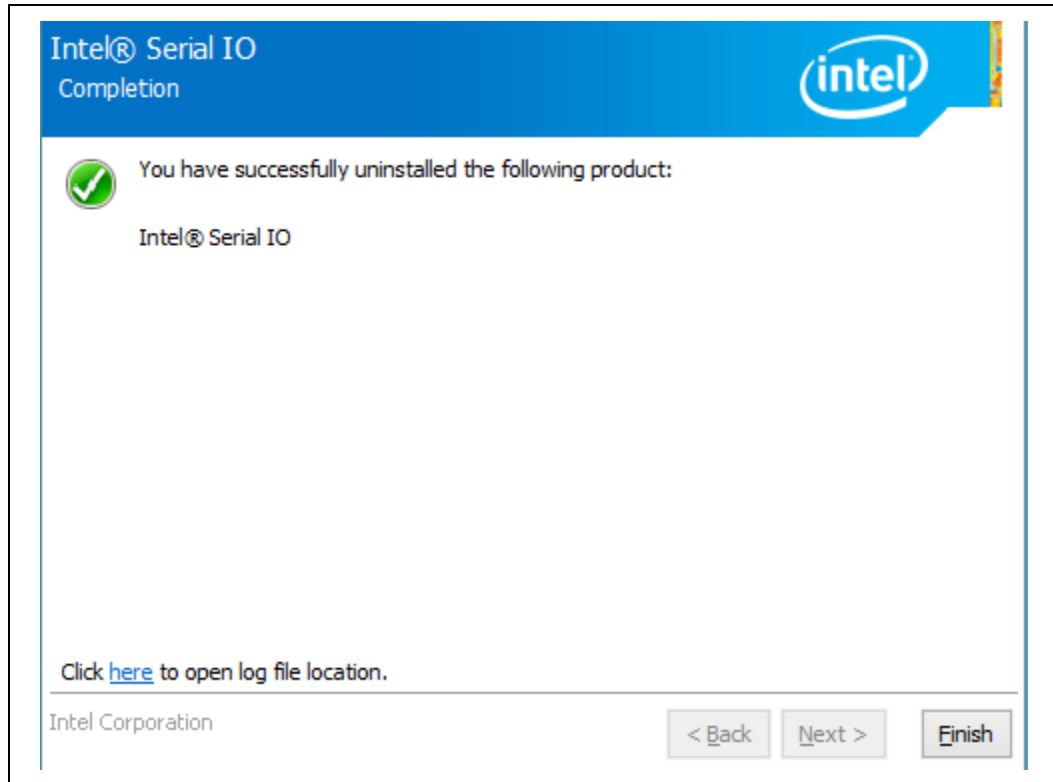 Intel® Serial IO
Completion
intel
You have successfully uninstalled the following product:
Intel® Serial IO
Click here to open log file location.
Intel Corporation
< Back Next > Finish